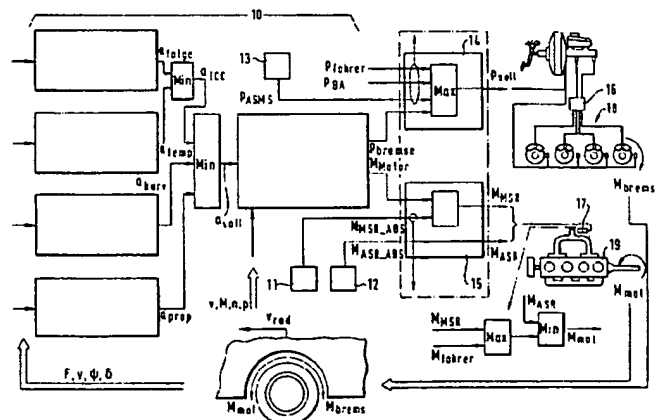 10
a_folge
Min
a_ICC
a_temp
Min
a_kurv
a_soll
a_prop
13
p_fahrer
p_BA
p_ASMS
14
Max
p_soll
p_bremse
M_Motor
M_MSR_ABS
M_ASR_ABS
M_MSR
M_ASR
11
12
15
16
18
M_brems
17
19
M_mot
v, M, n, p
v_rad
M_MSR
M_fahrer
Max
M_ASR
Min
M_mot
F, v, ψ, δ
M_mot
M_brems